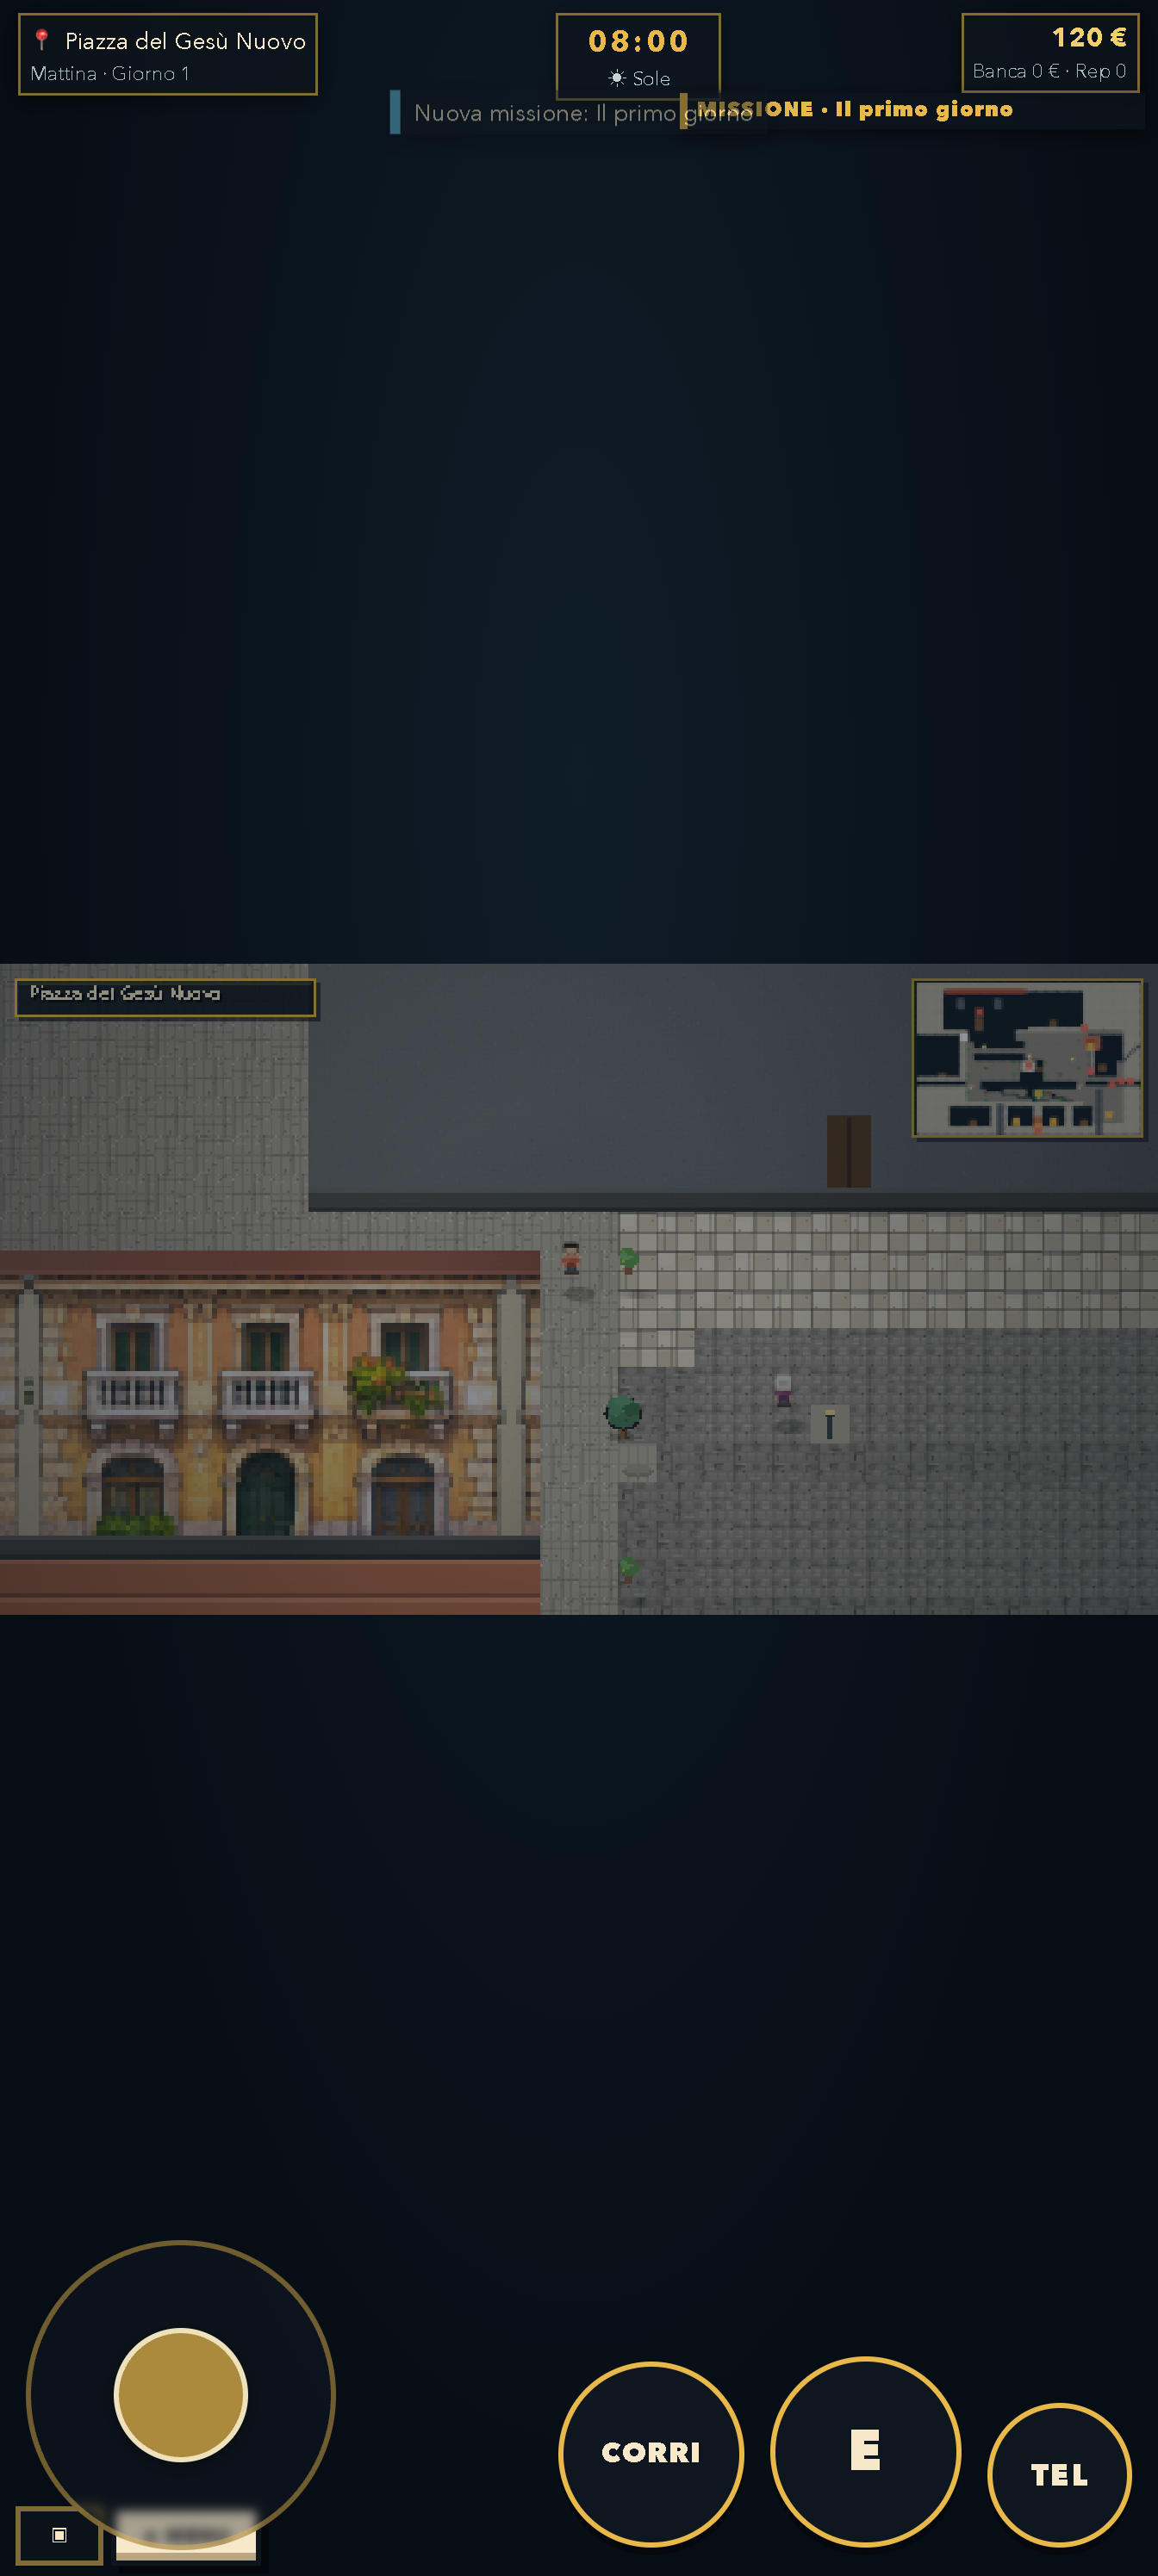 Piazza del Gesù Nuovo
Mattina · Giorno 1
08:00
Sole
120 €
Banca 0 € · Rep 0
Nuova missione: Il primo giorno
MISSIONE · Il primo giorno
Piazza del Gesù Nuovo
CORRI
E
TEL